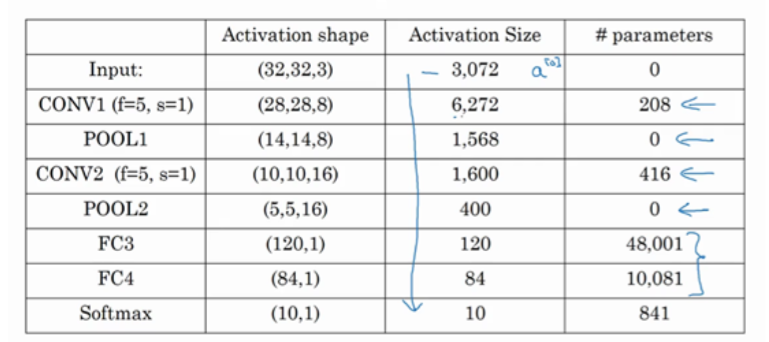 Activation shape Activation Size # parameters
Input: (32,32,3) 3,072 a[0] 0
CONV1 (f=5, s=1) (28,28,8) 6,272 208
POOL1 (14,14,8) 1,568 0
CONV2 (f=5, s=1) (10,10,16) 1,600 416
POOL2 (5,5,16) 400 0
FC3 (120,1) 120 48,001
FC4 (84,1) 84 10,081
Softmax (10,1) 10 841